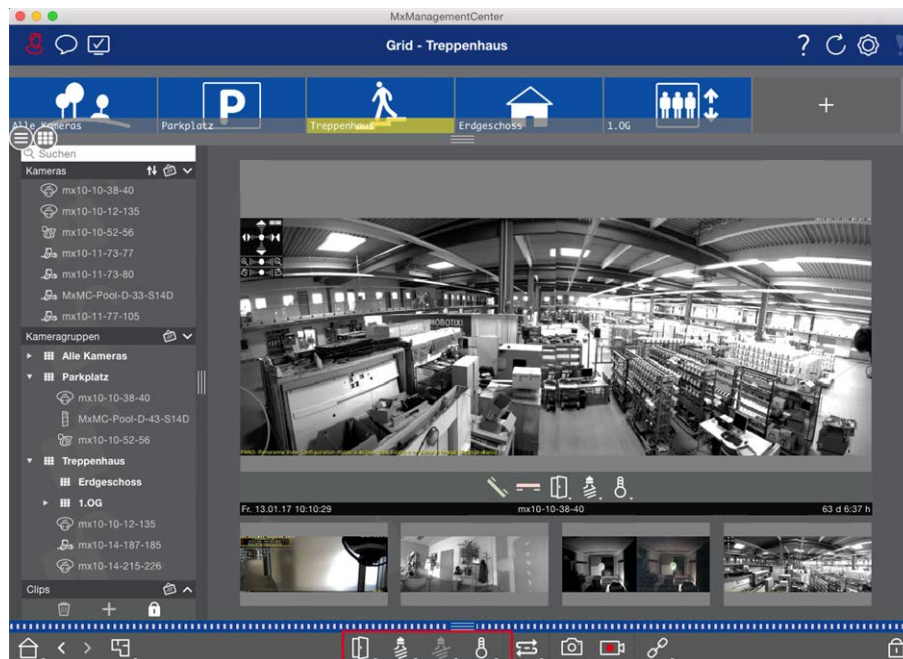 MxManagementCenter
Grid - Treppenhaus
?
P
Alle Kameras
Parkplatz
Treppenhaus
Erdgeschoss
1.OG
+
Suchen
Kameras
mx10-10-38-40
mx10-10-12-135
mx10-10-52-56
mx10-11-73-77
mx10-11-73-80
MxMC-Pool-D-33-S14D
mx10-11-77-105
Kameragruppen
Alle Kameras
Parkplatz
mx10-10-38-40
MxMC-Pool-D-43-S14D
mx10-10-52-56
Treppenhaus
Erdgeschoss
1.OG
mx10-10-12-135
mx10-14-187-185
mx10-14-215-226
Clips
MOBOTIX
Fr. 13.01.17 10:10:29
mx10-10-38-40
63 d 6:37 h